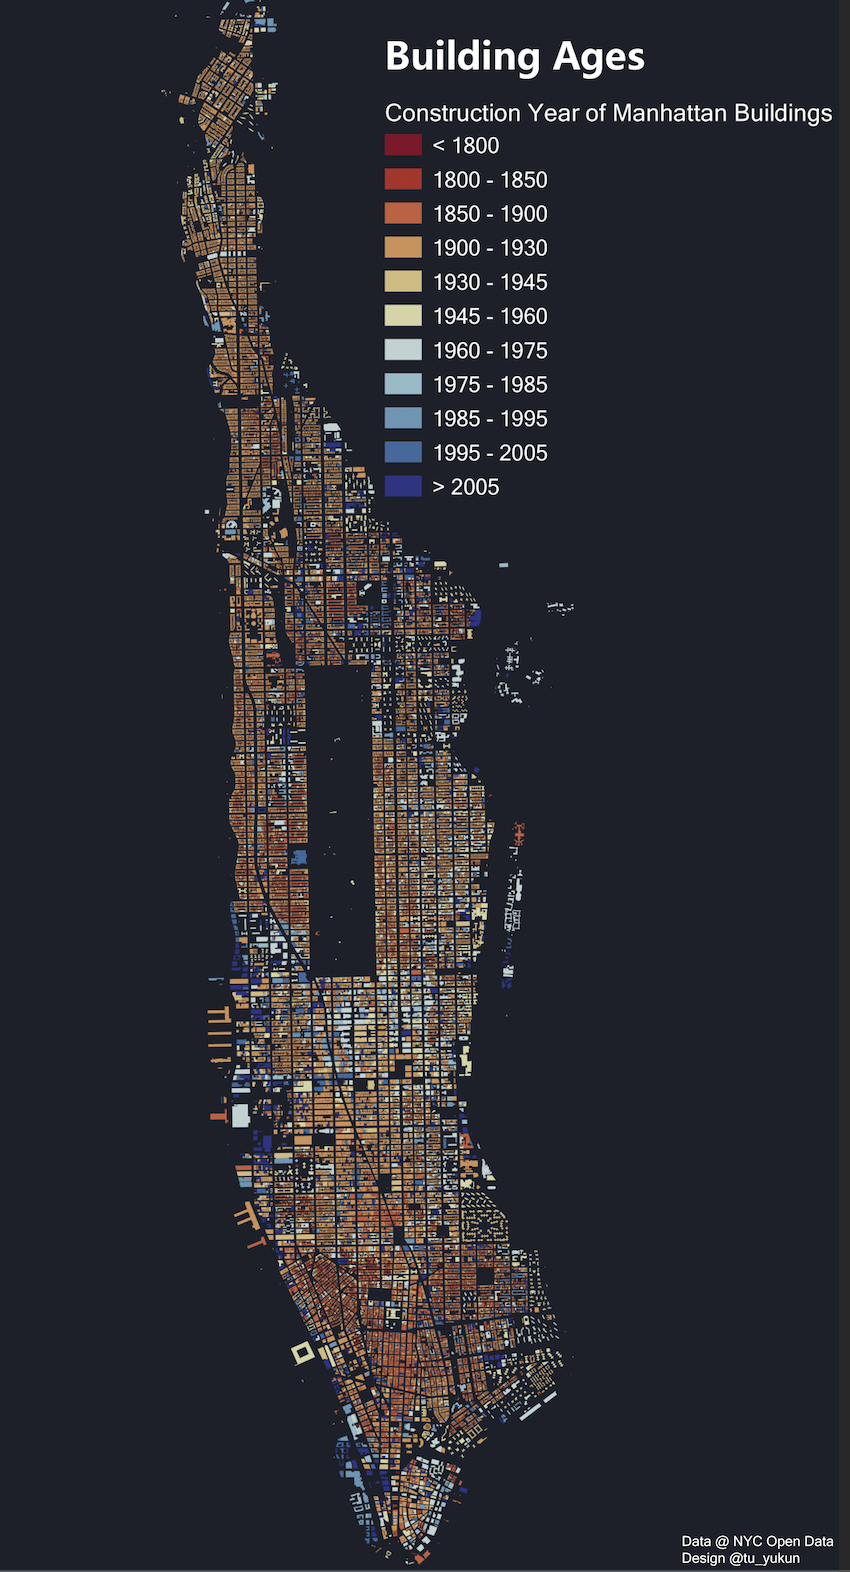 Building Ages
Construction Year of Manhattan Buildings
< 1800
1800 - 1850
1850 - 1900
1900 - 1930
1930 - 1945
1945 - 1960
1960 - 1975
1975 - 1985
1985 - 1995
1995 - 2005
> 2005
Data @ NYC Open Data
Design @tu_yukun